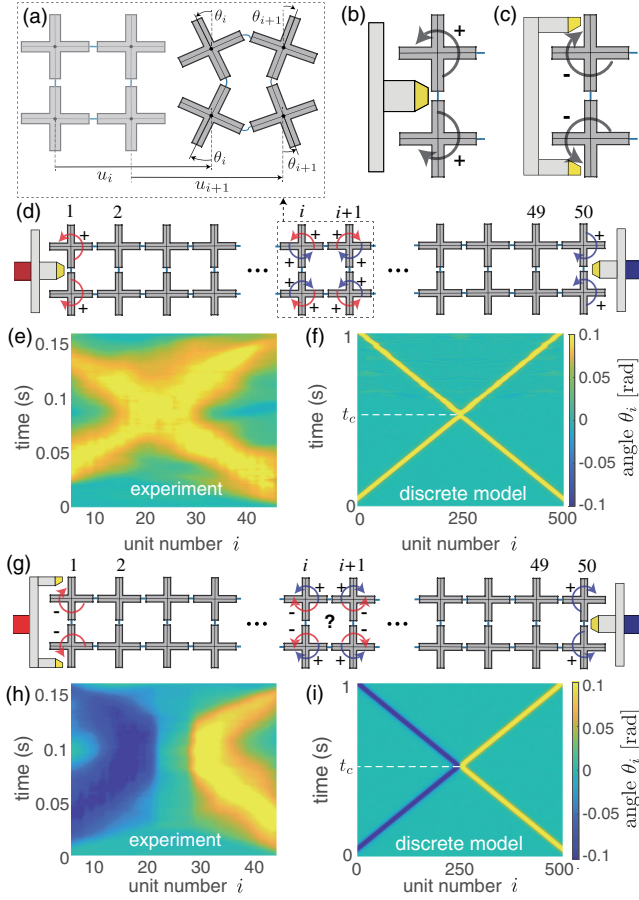 (a)
θi
θi+1
θi
θi+1
ui
ui+1
(b)
+
+
(c)
-
-
(d)
1
2
i
i+1
49
50
+
+
+
+
+
+
+
+
+
+
+
+
...
...
(e)
time (s)
0.15
0.1
0.05
0
experiment
10
20
30
40
unit number i
(f)
time (s)
1
tc
0
discrete model
0
250
500
unit number i
0.1
0.05
0
-0.05
-0.1
angle θi [rad]
(g)
1
2
i
i+1
49
50
-
-
+
+
-
-
?
-
-
+
+
+
+
...
...
(h)
time (s)
0.15
0.1
0.05
0
experiment
10
20
30
40
unit number i
(i)
time (s)
1
tc
0
discrete model
0
250
500
unit number i
0.1
0.05
0
-0.05
-0.1
angle θi [rad]